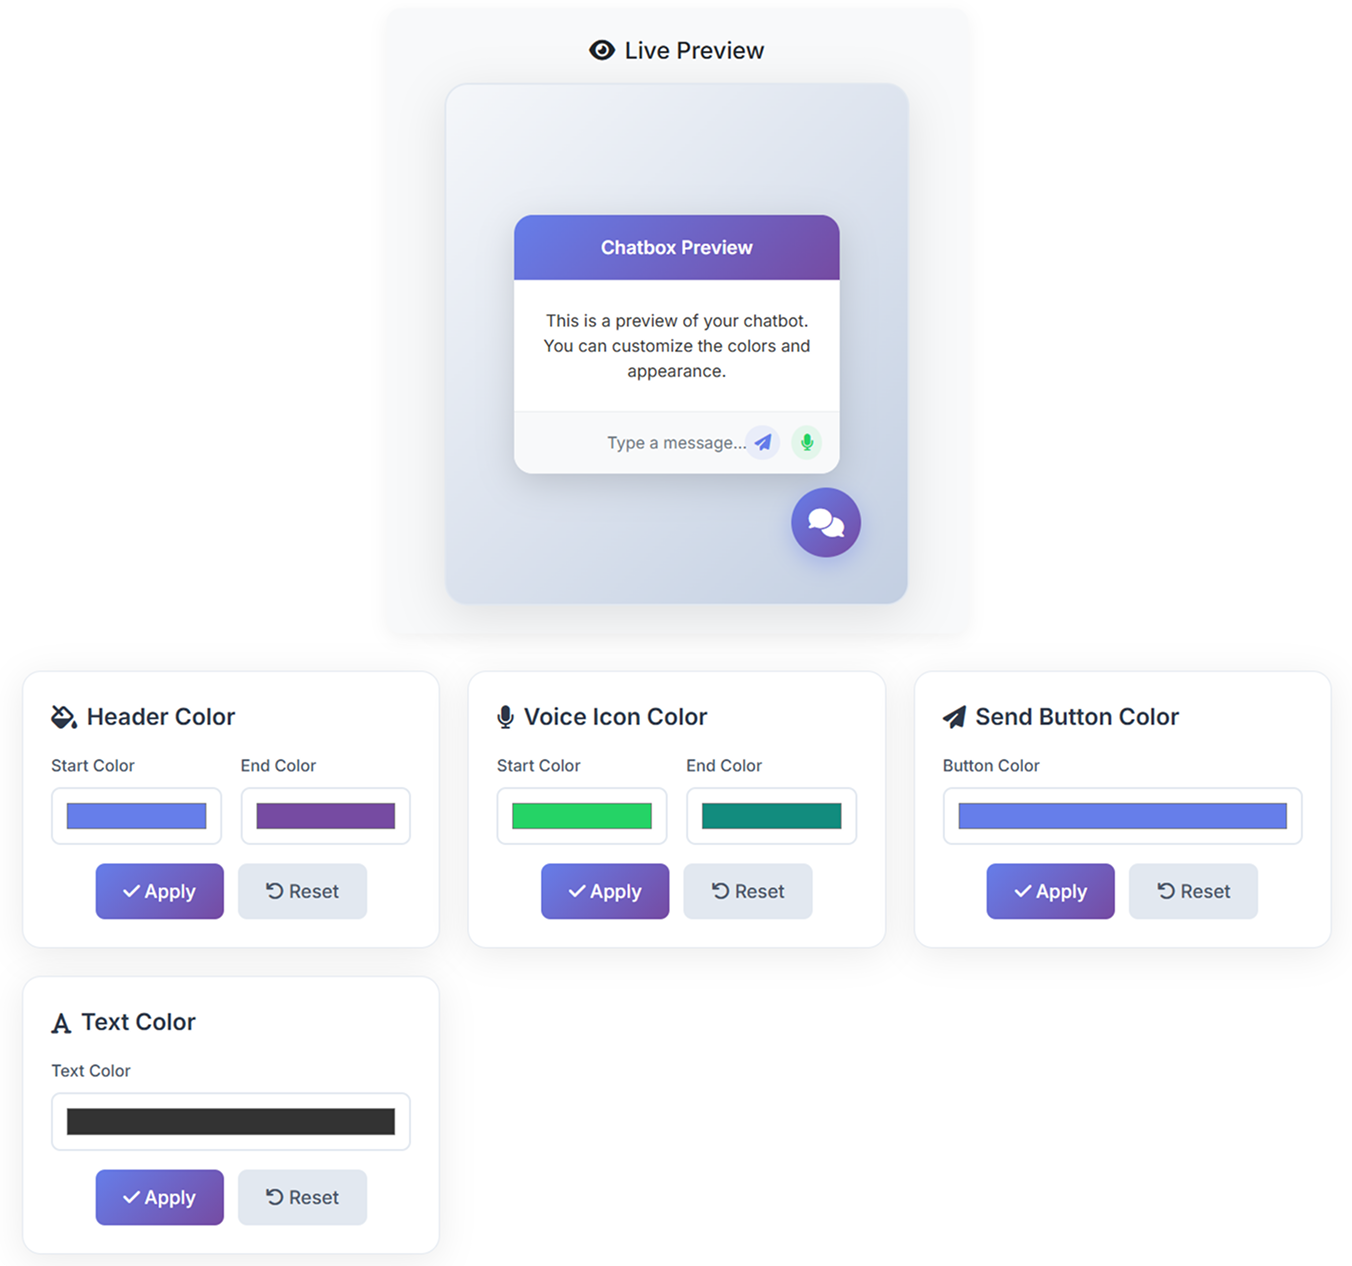 Live Preview
Chatbox Preview
This is a preview of your chatbot.
You can customize the colors and
appearance.
Type a message...
Header Color
Start Color
End Color
Apply
Reset
Voice Icon Color
Start Color
End Color
Apply
Reset
Send Button Color
Button Color
Apply
Reset
Text Color
Text Color
Apply
Reset